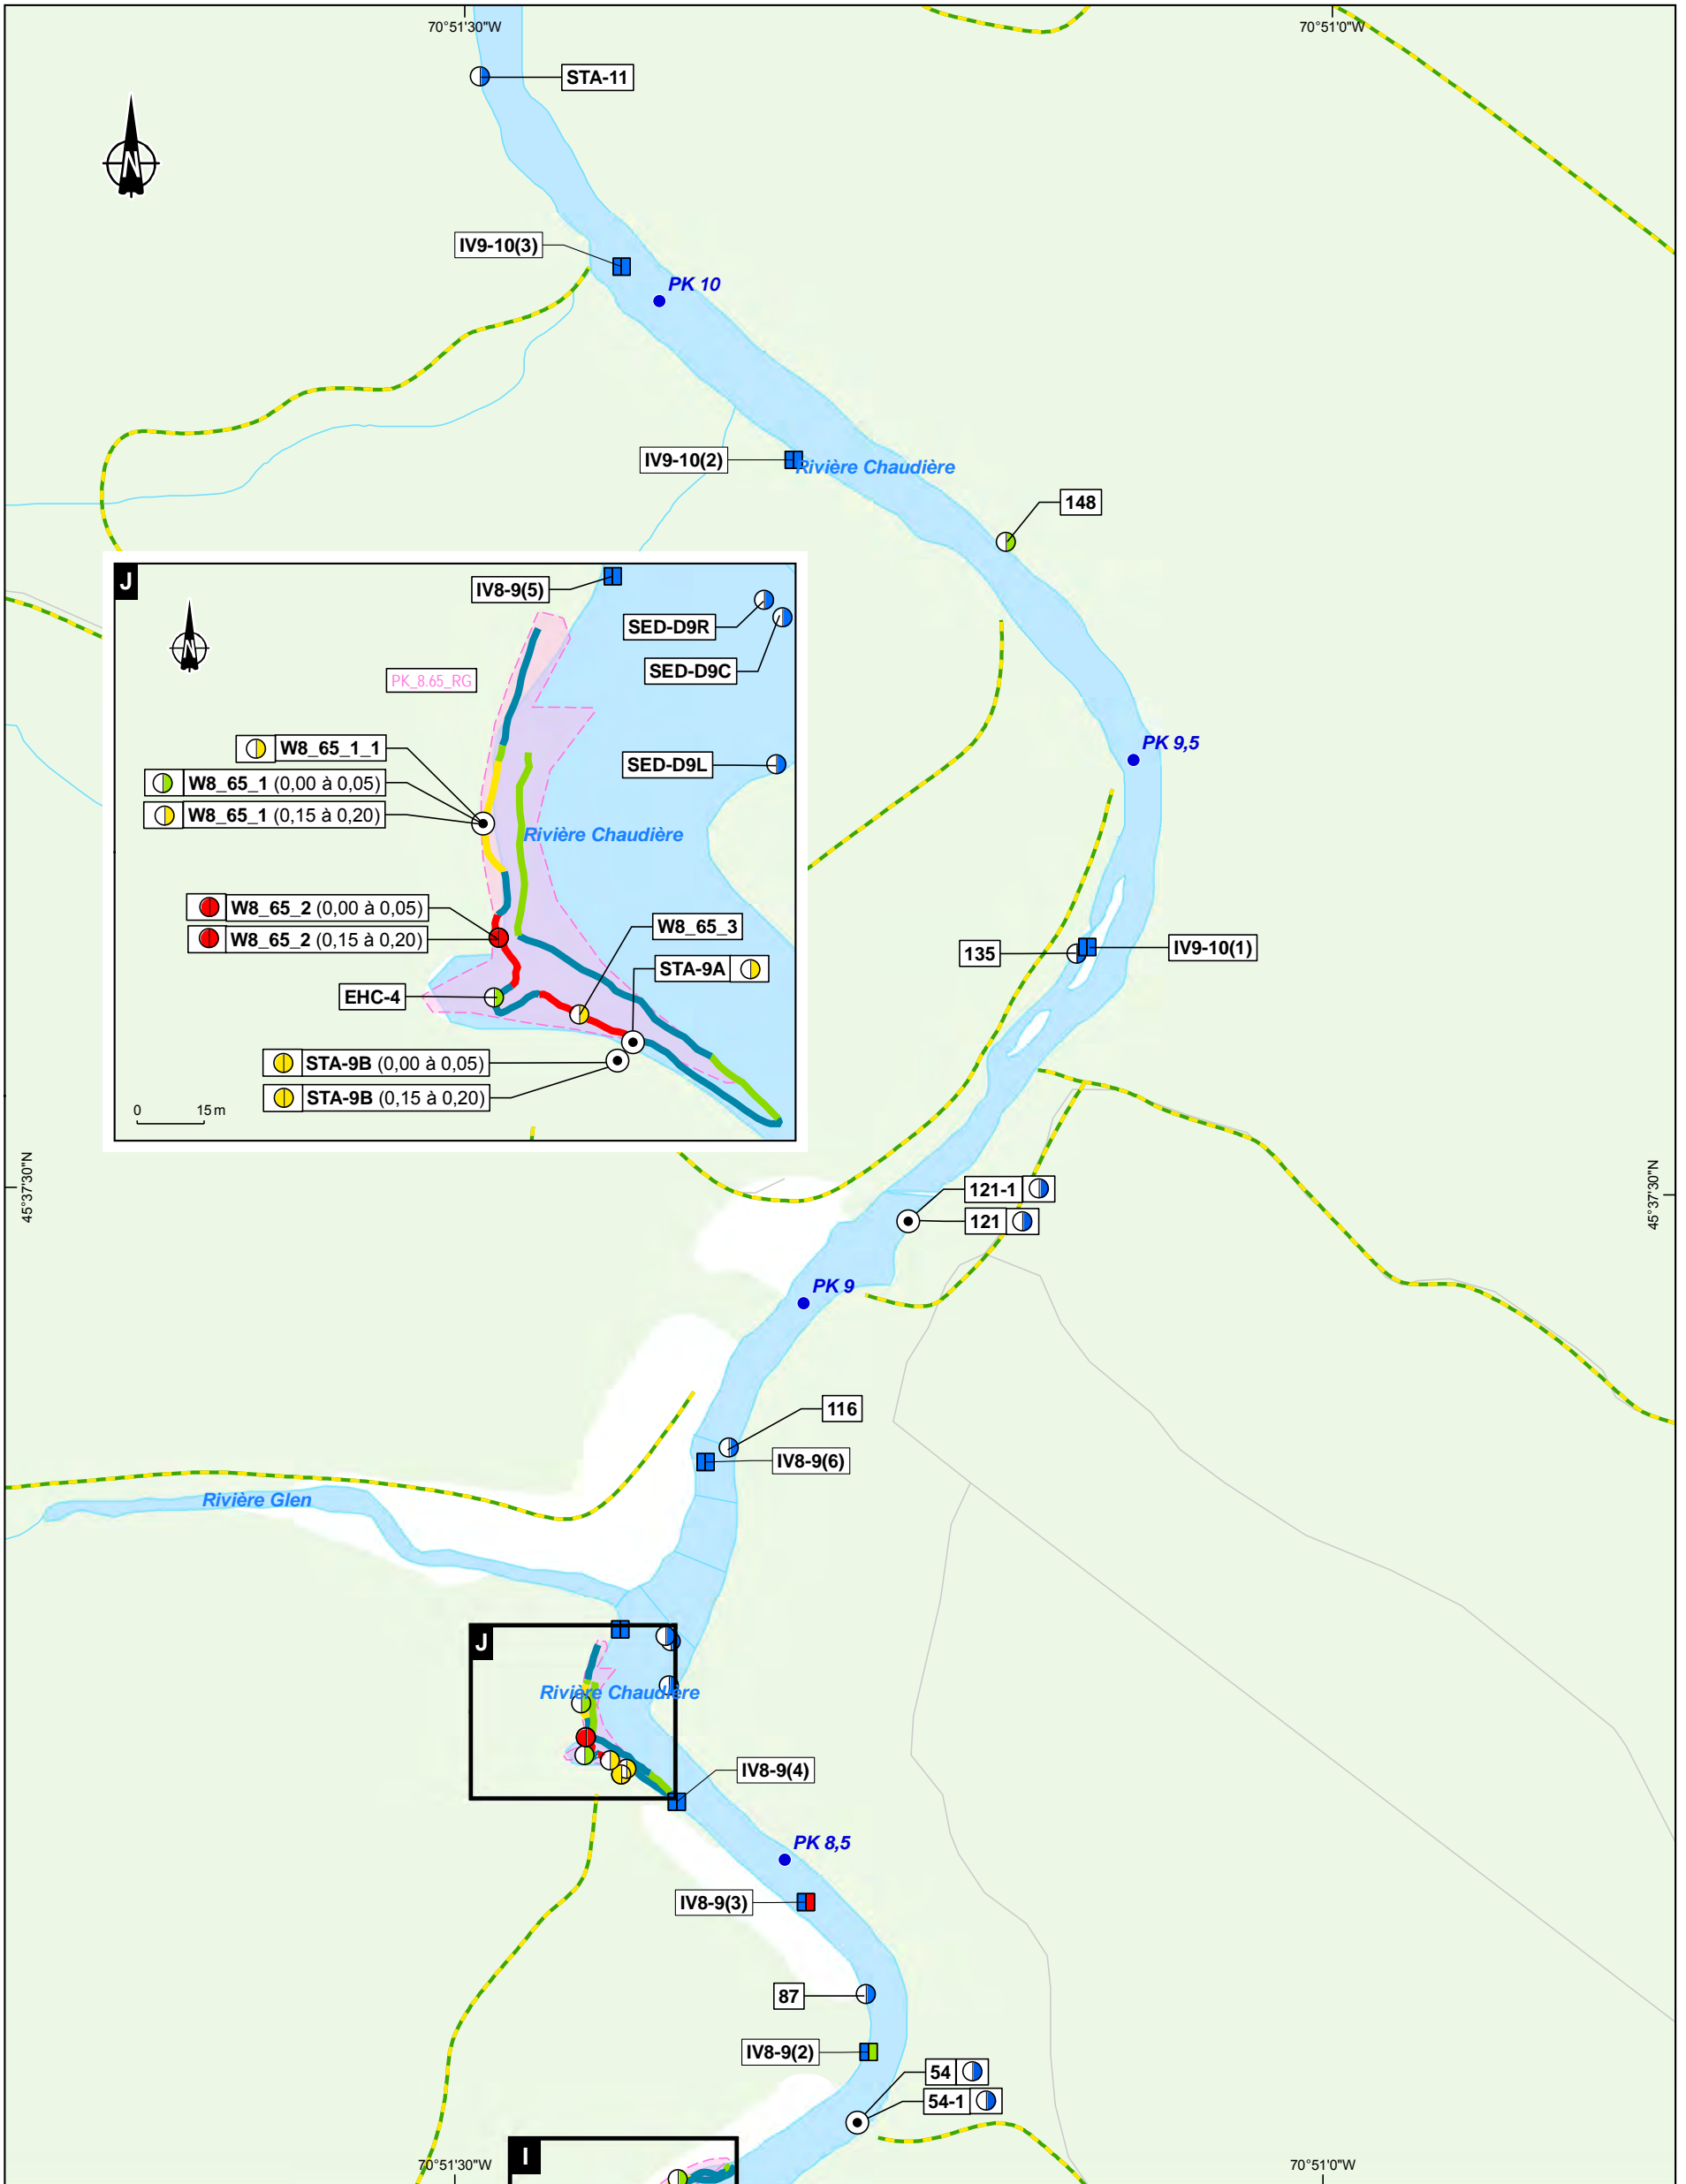 70°51'30"W
70°51'0"W
STA-11
N
IV9-10(3)
PK 10
IV9-10(2)
Rivière Chaudière
148
J
IV8-9(5)
N
SED-D9R
SED-D9C
PK_8.65_RG
W8_65_1_1
SED-D9L
PK 9,5
W8_65_1 (0,00 à 0,05)
W8_65_1 (0,15 à 0,20)
Rivière Chaudière
W8_65_2 (0,00 à 0,05)
W8_65_2 (0,15 à 0,20)
W8_65_3
STA-9A
135
IV9-10(1)
EHC-4
STA-9B (0,00 à 0,05)
STA-9B (0,15 à 0,20)
0 15 m
45°37'30"N
45°37'30"N
121-1
121
PK 9
116
IV8-9(6)
Rivière Glen
J
Rivière Chaudière
IV8-9(4)
PK 8,5
IV8-9(3)
87
IV8-9(2)
54
54-1
I
70°51'30"W
70°51'0"W